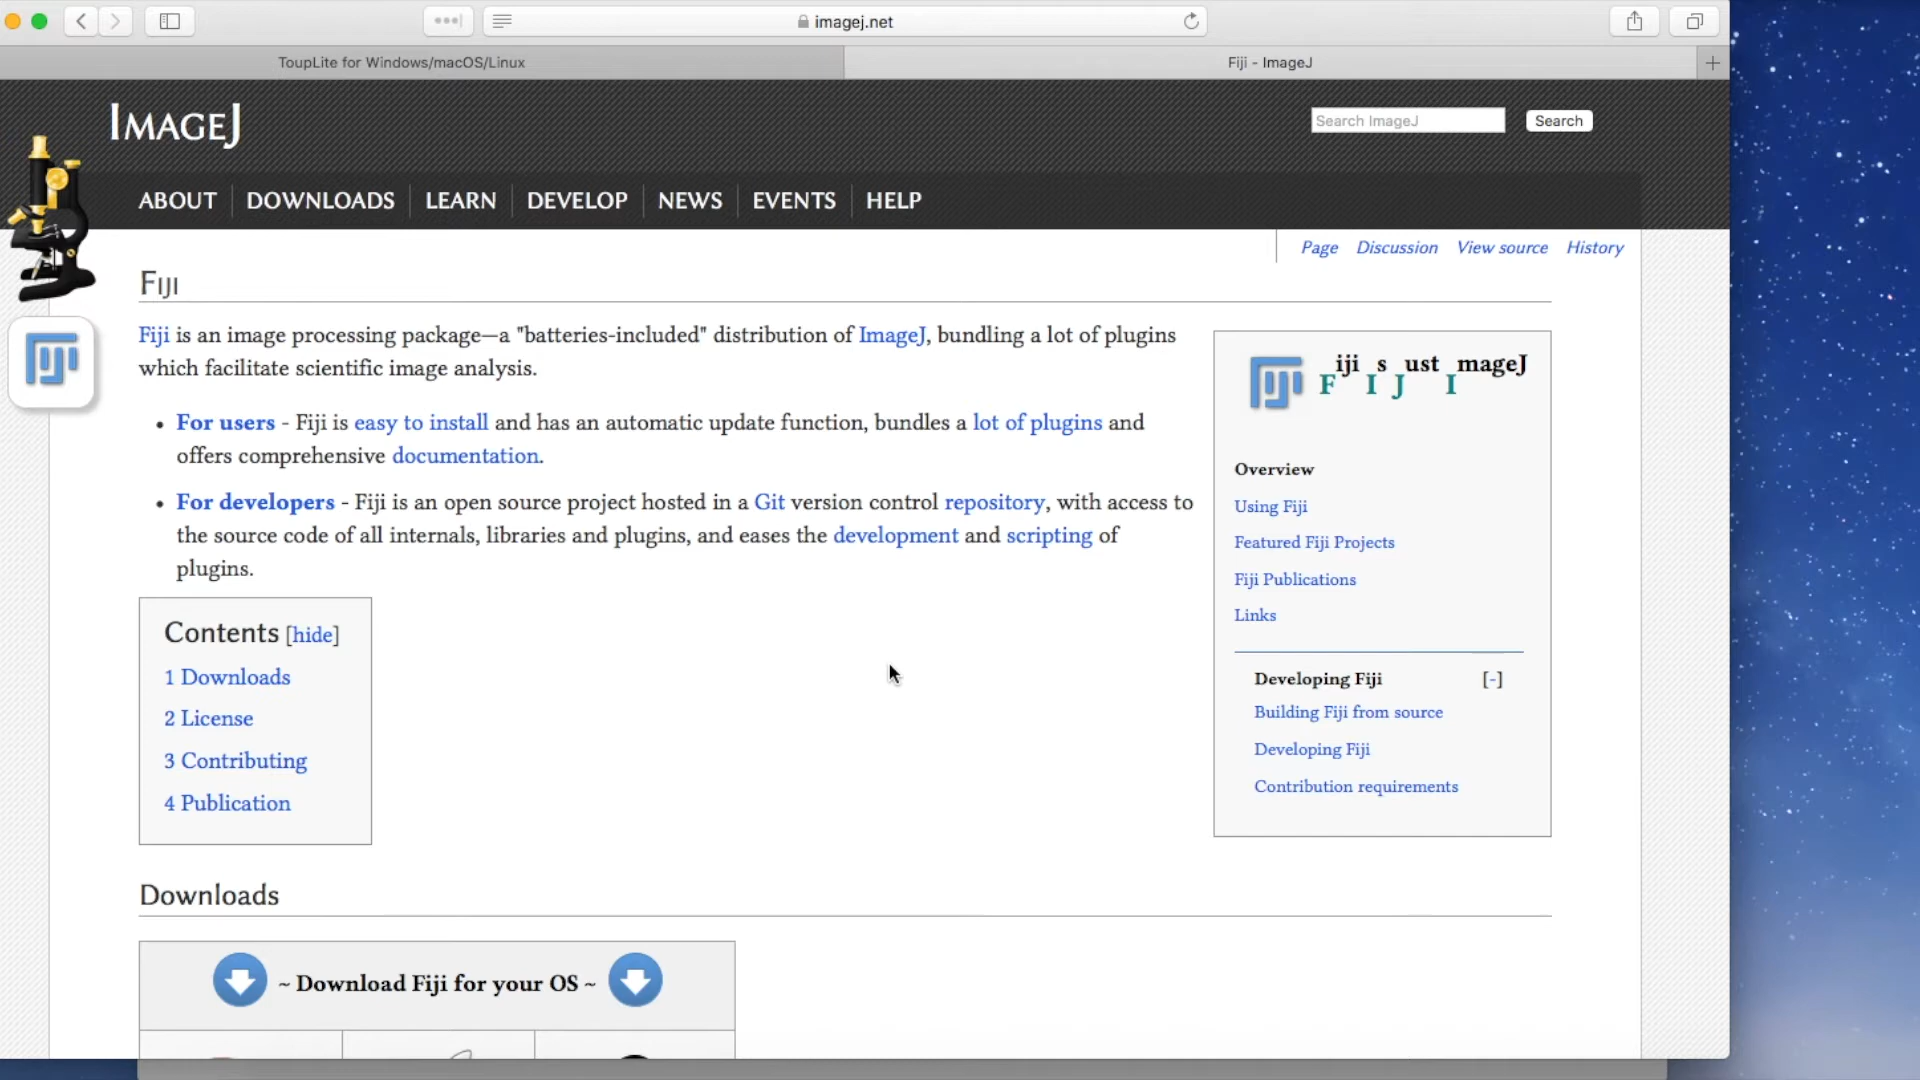 imagej.net
ToupLite for Windows/macOS/Linux
Fiji - ImageJ
IMAGEJ
Search ImageJ
Search
ABOUT
DOWNLOADS
LEARN
DEVELOP
NEWS
EVENTS
HELP
Page
Discussion
View source
History
FIJI
Fiji is an image processing package—a "batteries-included" distribution of ImageJ, bundling a lot of plugins
which facilitate scientific image analysis.
• For users - Fiji is easy to install and has an automatic update function, bundles a lot of plugins and
offers comprehensive documentation.
• For developers - Fiji is an open source project hosted in a Git version control repository, with access to
the source code of all internals, libraries and plugins, and eases the development and scripting of
plugins.
Fiji Is Just ImageJ
Overview
Using Fiji
Featured Fiji Projects
Fiji Publications
Links
Developing Fiji [-]
Building Fiji from source
Developing Fiji
Contribution requirements
Contents [hide]
1 Downloads
2 License
3 Contributing
4 Publication
Downloads
~ Download Fiji for your OS ~